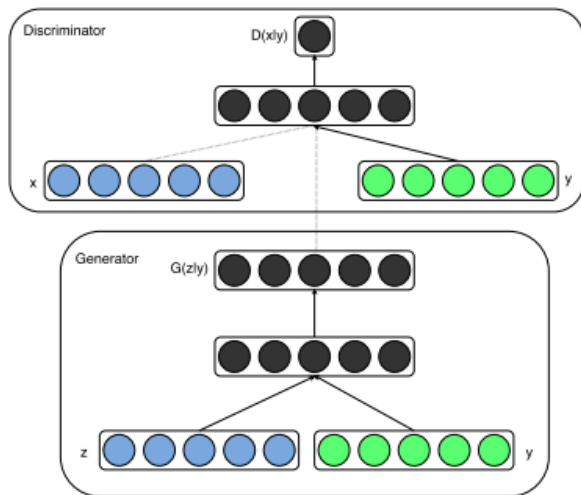 Discriminator
D(x|y)
x
y
Generator
G(z|y)
z
y